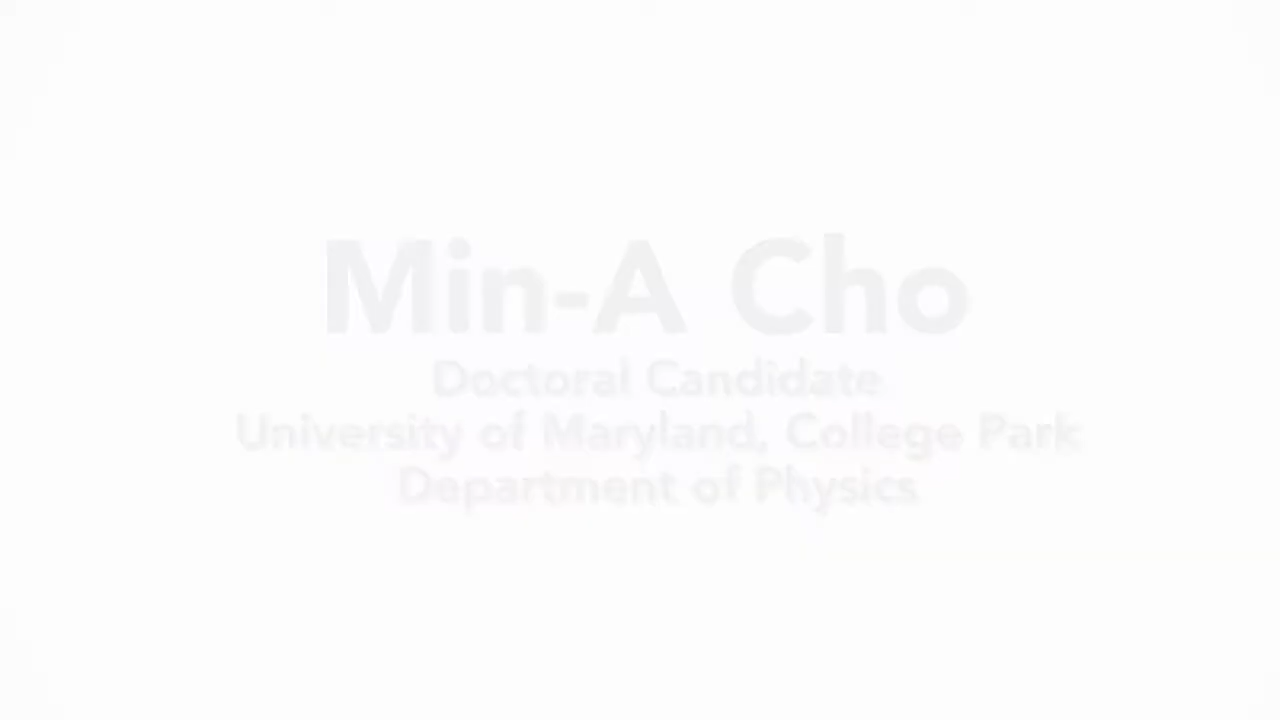 Min-A Cho
Doctoral Candidate
University of Maryland, College Park
Department of Physics